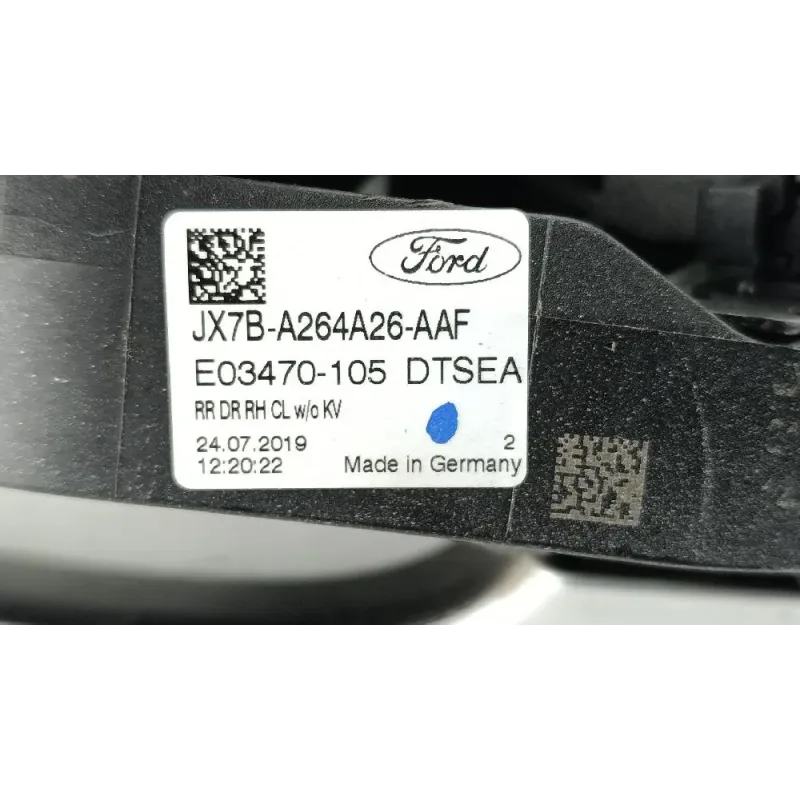 Ford
JX7B-A264A26-AAF
E03470-105 DTSEA
RR DR RH CL w/o KV
24.07.2019 2
12:20:22 Made in Germany